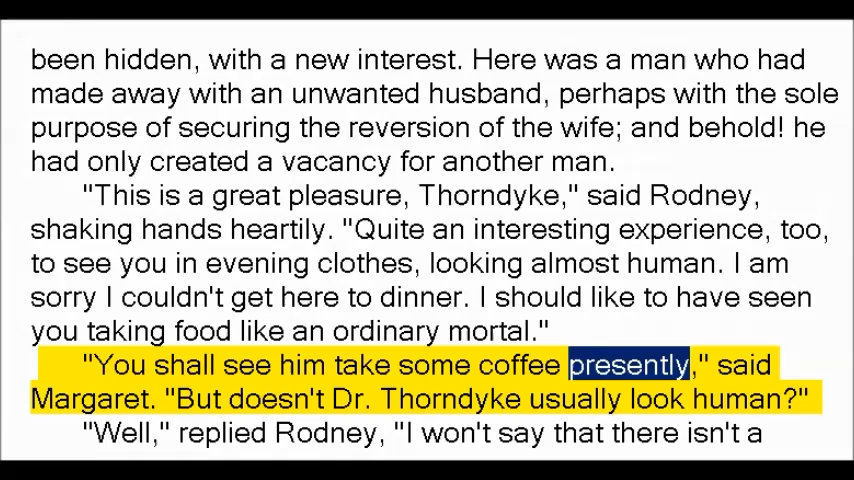 been hidden, with a new interest. Here was a man who had
made away with an unwanted husband, perhaps with the sole
purpose of securing the reversion of the wife; and behold! he
had only created a vacancy for another man.
"This is a great pleasure, Thorndyke," said Rodney,
shaking hands heartily. "Quite an interesting experience, too,
to see you in evening clothes, looking almost human. I am
sorry I couldn't get here to dinner. I should like to have seen
you taking food like an ordinary mortal."
"You shall see him take some coffee presently," said
Margaret. "But doesn't Dr. Thorndyke usually look human?"
"Well," replied Rodney, "I won't say that there isn't a